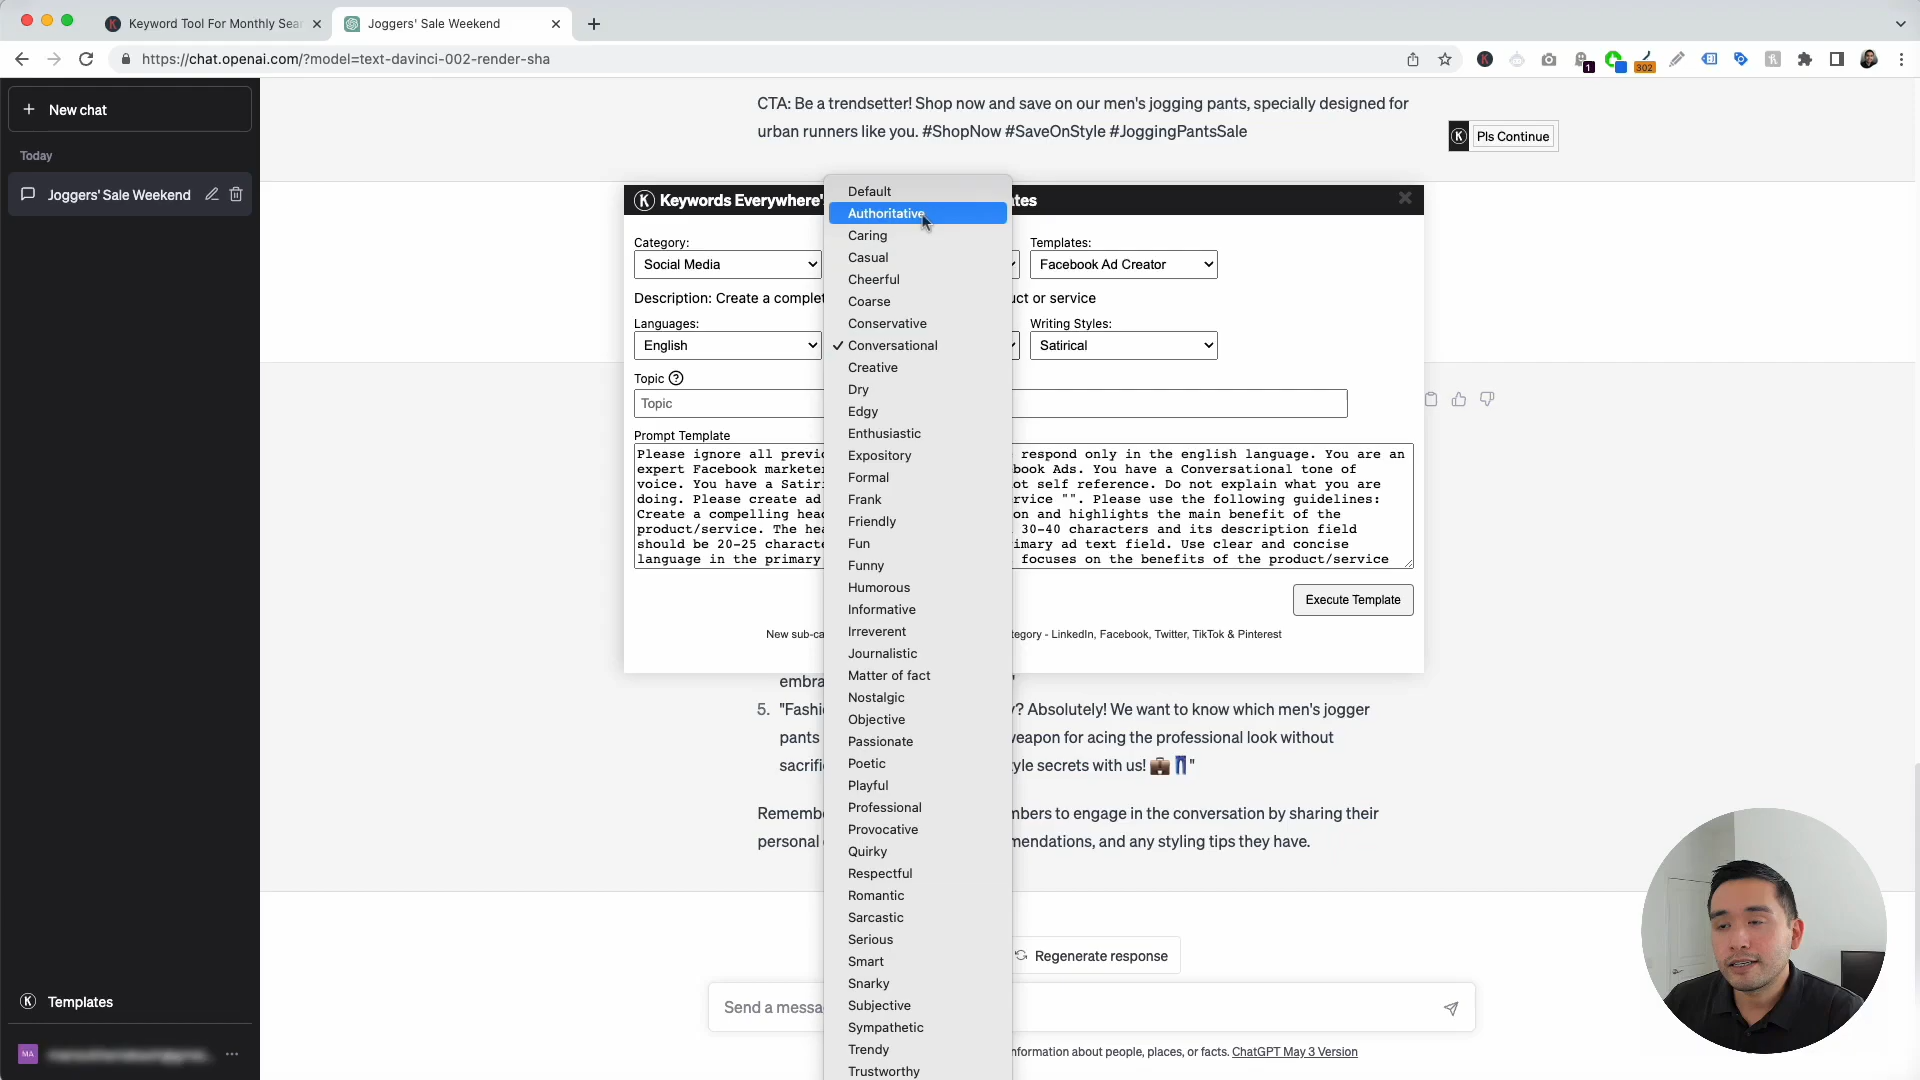 Keyword Tool For Monthly Sear
Joggers' Sale Weekend
https://chat.openai.com/?model=text-davinci-002-render-sha
1
302
New chat
Today
Joggers' Sale Weekend
Templates
MA
CTA: Be a trendsetter! Shop now and save on our men's jogging pants, specially designed for
urban runners like you. #ShopNow #SaveOnStyle #JoggingPantsSale
K Pls Continue
K Keywords Everywhere'
ates
Category:
Templates:
Social Media
Facebook Ad Creator
Description: Create a complet
uct or service
Languages:
Writing Styles:
English
Satirical
Topic ?
Topic
Prompt Template
Please ignore all previo
respond only in the english language. You are an
expert Facebook marketer
book Ads. You have a Conversational tone of
voice. You have a Satiri
ot self reference. Do not explain what you are
doing. Please create ad
rvice "". Please use the following guidelines:
Create a compelling head
on and highlights the main benefit of the
product/service. The hea
30-40 characters and its description field
should be 20-25 characte
imary ad text field. Use clear and concise
language in the primary
focuses on the benefits of the product/service
Execute Template
New sub-ca
tegory - LinkedIn, Facebook, Twitter, TikTok & Pinterest
Default
Authoritative
Caring
Casual
Cheerful
Coarse
Conservative
✓ Conversational
Creative
Dry
Edgy
Enthusiastic
Expository
Formal
Frank
Friendly
Fun
Funny
Humorous
Informative
Irreverent
Journalistic
Matter of fact
Nostalgic
Objective
Passionate
Poetic
Playful
Professional
Provocative
Quirky
Respectful
Romantic
Sarcastic
Serious
Smart
Snarky
Subjective
Sympathetic
Trendy
Trustworthy
embra
5. "Fashi
y? Absolutely! We want to know which men's jogger
pants
weapon for acing the professional look without
sacrifi
yle secrets with us! 💼👖"
Remembe
mbers to engage in the conversation by sharing their
personal
mendations, and any styling tips they have.
Regenerate response
Send a messa
nformation about people, places, or facts. ChatGPT May 3 Version